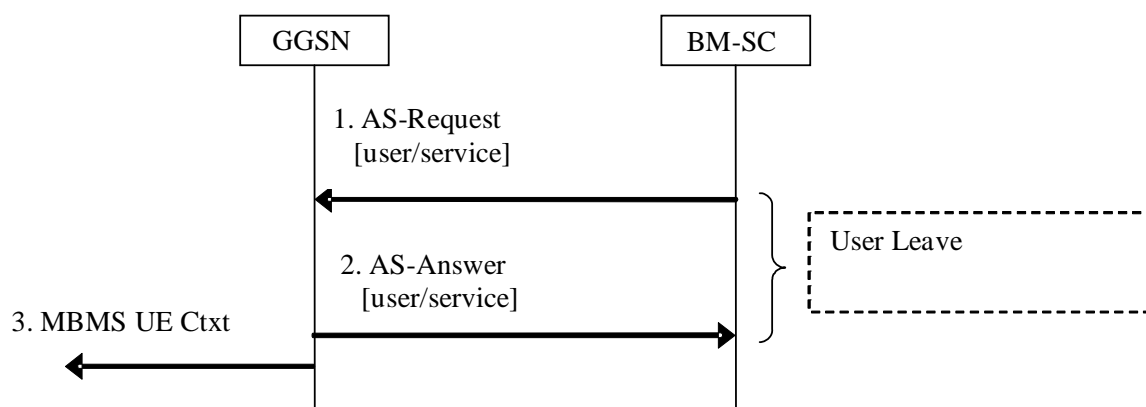 GGSN
BM-SC
1. AS-Request
[user/service]
User Leave
2. AS-Answer
[user/service]
3. MBMS UE Ctxt